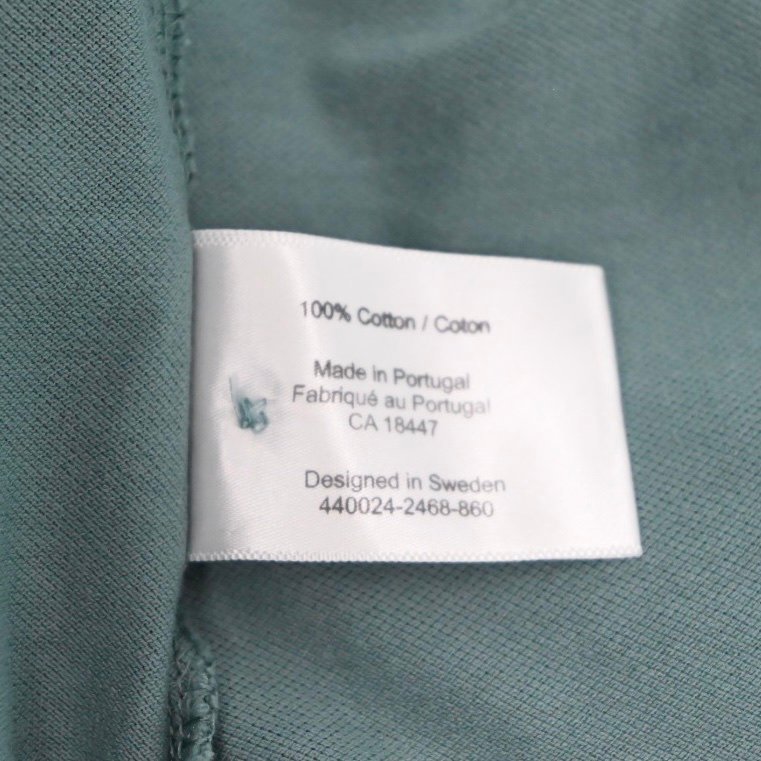 100% Cotton / Coton
Made in Portugal
Fabriqué au Portugal
CA 18447
Designed in Sweden
440024-2468-860